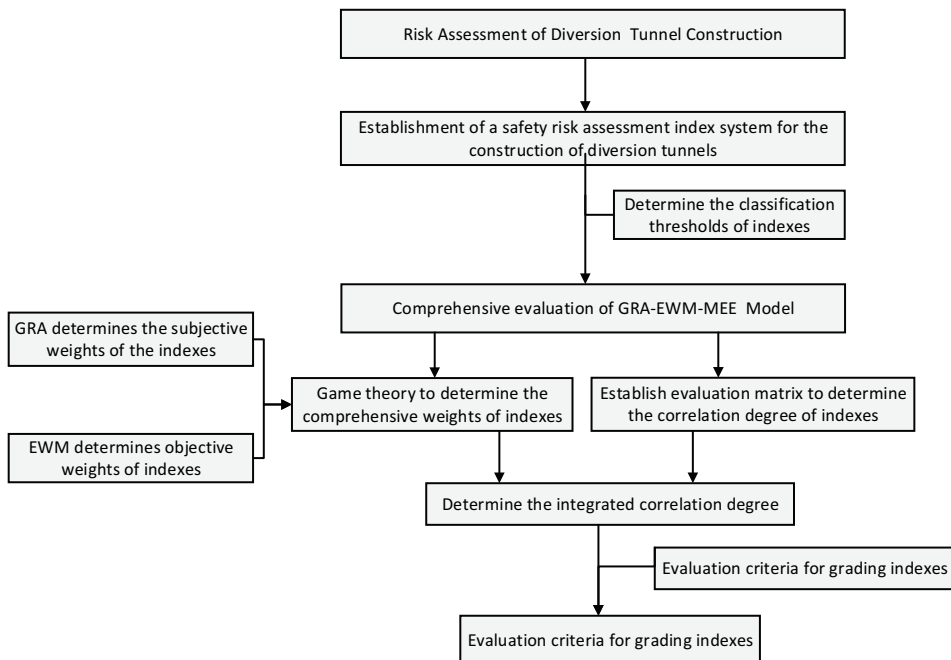 Risk Assessment of Diversion Tunnel Construction
Establishment of a safety risk assessment index system for the
construction of diversion tunnels
Determine the classification
thresholds of indexes
Comprehensive evaluation of GRA-EWM-MEE Model
GRA determines the subjective
weights of the indexes
Game theory to determine the
comprehensive weights of indexes
Establish evaluation matrix to determine
the correlation degree of indexes
EWM determines objective
weights of indexes
Determine the integrated correlation degree
Evaluation criteria for grading indexes
Evaluation criteria for grading indexes